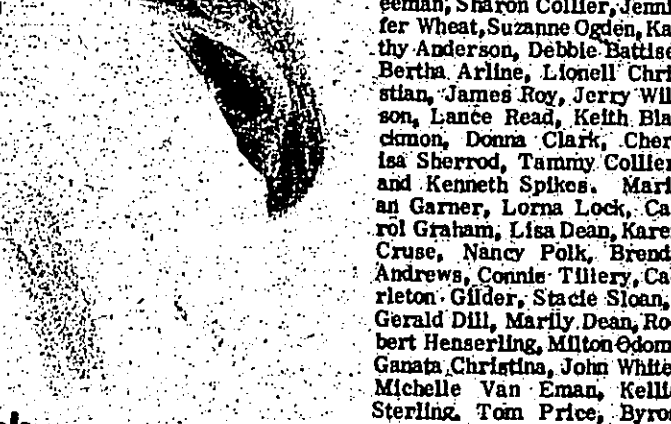 eeman, Sharon Collier, Jenni
fer Wheat, Suzanne Ogden, Ka
thy Anderson, Debbie Battise
Bertha Arline, Lionell Chri
stian, James Roy, Jerry Wil
son, Lance Read, Keith Bla
ckmon, Donna Clark, Cher
isa Sherrod, Tammy Collier
and Kenneth Spikes. Mari
an Garner, Lorna Lock, Ca
rol Graham, Lisa Dean, Kare
Cruse, Nancy Polk, Brend
Andrews, Connie Tillery, Ca
rleton Gilder, Stacie Sloan,
Gerald Dill, Marily Dean, Ro
bert Henserling, Milton Odom
Ganata Christina, John White
Michelle Van Eman, Kelli
Sterling, Tom Price, Byro